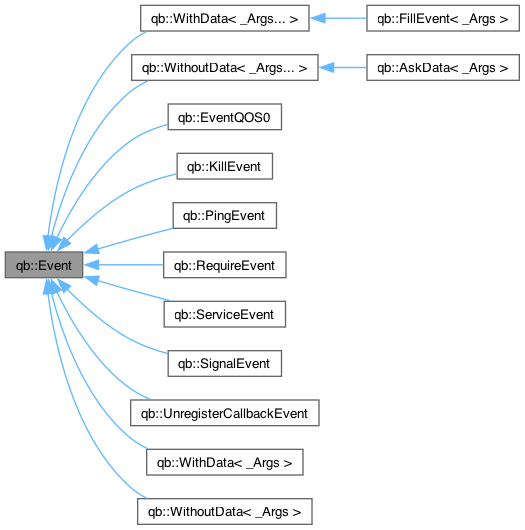 qb::WithData< _Args... >
qb::FillEvent< _Args >
qb::WithoutData< _Args... >
qb::AskData< _Args >
qb::EventQOS0
qb::KillEvent
qb::PingEvent
qb::Event
qb::RequireEvent
qb::ServiceEvent
qb::SignalEvent
qb::UnregisterCallbackEvent
qb::WithData< _Args >
qb::WithoutData< _Args >